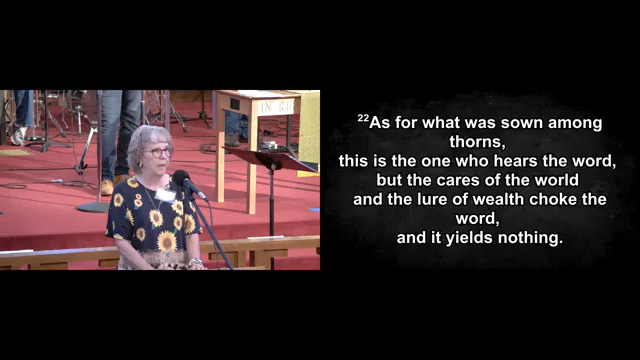 IN R
²²As for what was sown among
thorns,
this is the one who hears the word,
but the cares of the world
and the lure of wealth choke the
word,
and it yields nothing.